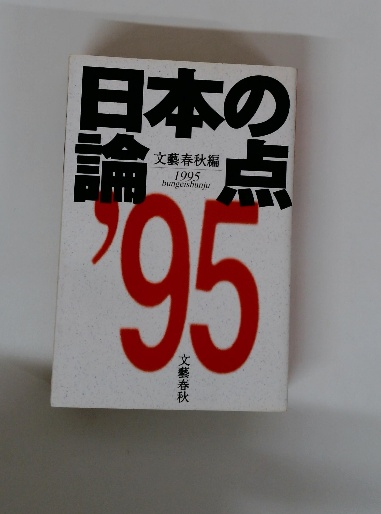 日本の
論点
文藝春秋編
1995
bungeishunju
'95
文藝春秋